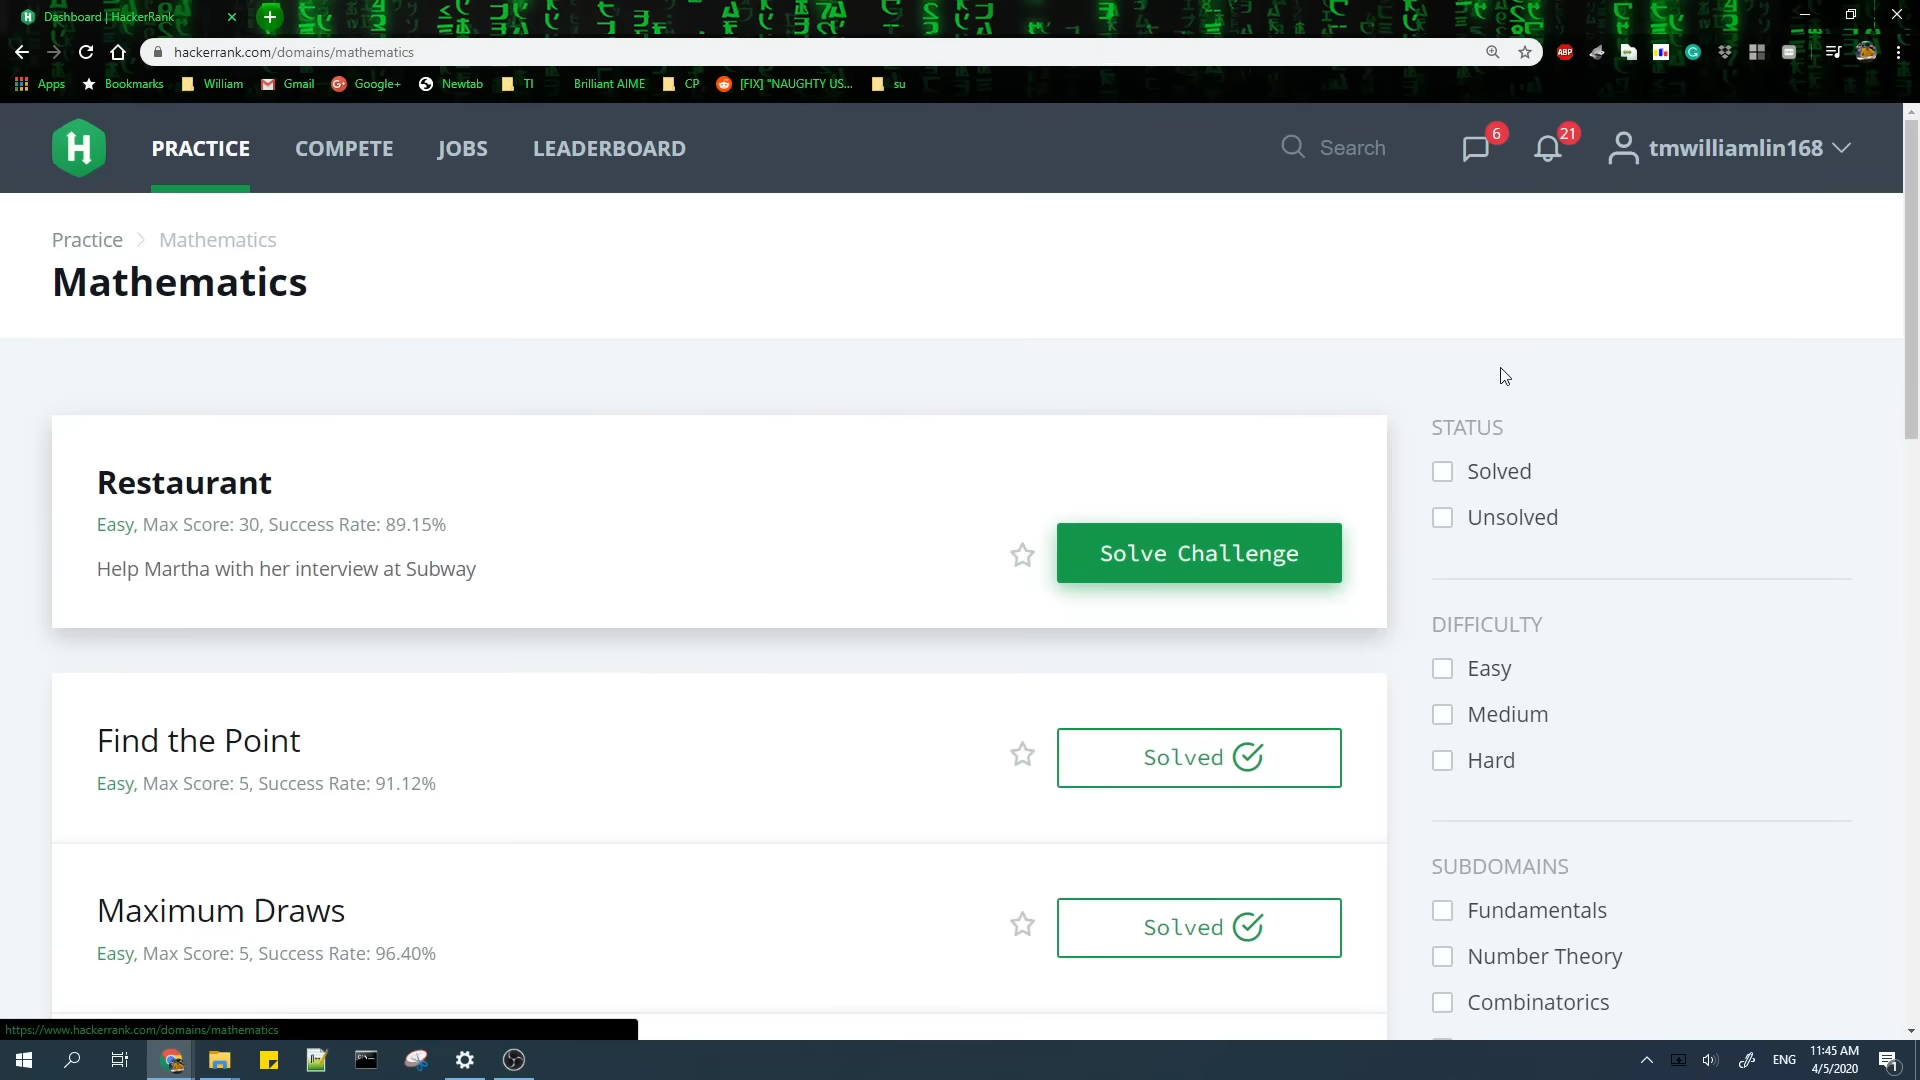 Dashboard | HackerRank
hackerrank.com/domains/mathematics
ABP
Apps Bookmarks William Gmail Google+ Newtab TI Brilliant AIME CP [FIX] "NAUGHTY US... su
H PRACTICE COMPETE JOBS LEADERBOARD Search 6 21 tmwilliamlin168
Practice Mathematics
Mathematics
Restaurant
Easy, Max Score: 30, Success Rate: 89.15%
Help Martha with her interview at Subway
Solve Challenge
Find the Point
Easy, Max Score: 5, Success Rate: 91.12%
Solved
Maximum Draws
Easy, Max Score: 5, Success Rate: 96.40%
Solved
STATUS
Solved
Unsolved
DIFFICULTY
Easy
Medium
Hard
SUBDOMAINS
Fundamentals
Number Theory
Combinatorics
https://www.hackerrank.com/domains/mathematics
ENG
11:45 AM
4/5/2020
1